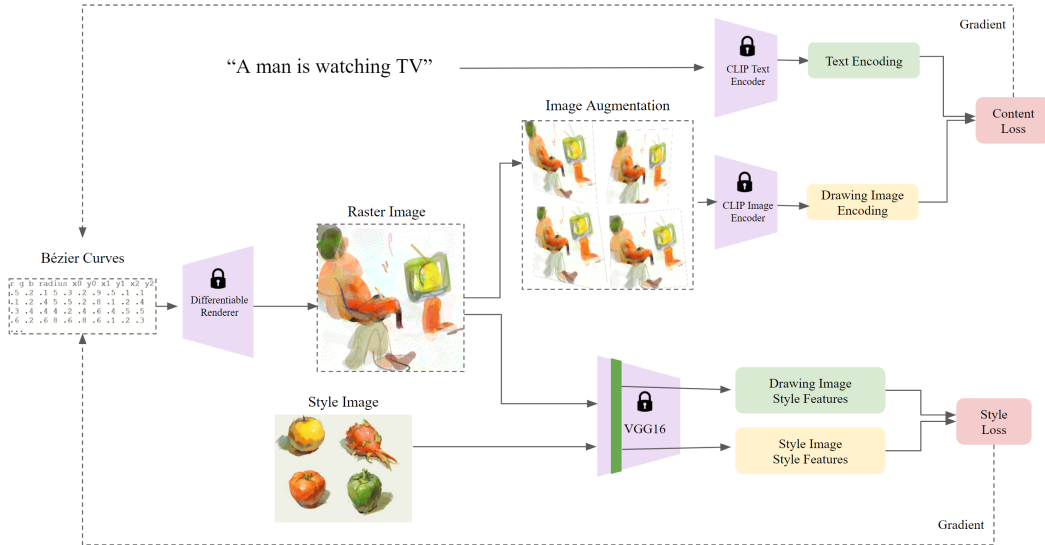 Gradient
“A man is watching TV”
CLIP Text
Encoder
Text Encoding
Image Augmentation
Content
Loss
CLIP Image
Encoder
Drawing Image
Encoding
Raster Image
Bézier Curves
r g b radius x0 y0 x1 y1 x2 y2
.5 .2 .1 5 .3 .2 .9 .5 .1 .1
.1 .2 .4 5 .5 .2 .8 .1 .2 .4
.3 .4 .4 4 .2 .4 .6 .4 .5 .5
.6 .2 .6 8 .6 .8 .6 .1 .2 .3
...
Differentiable
Renderer
Style Image
VGG16
Drawing Image
Style Features
Style Image
Style Features
Style
Loss
Gradient